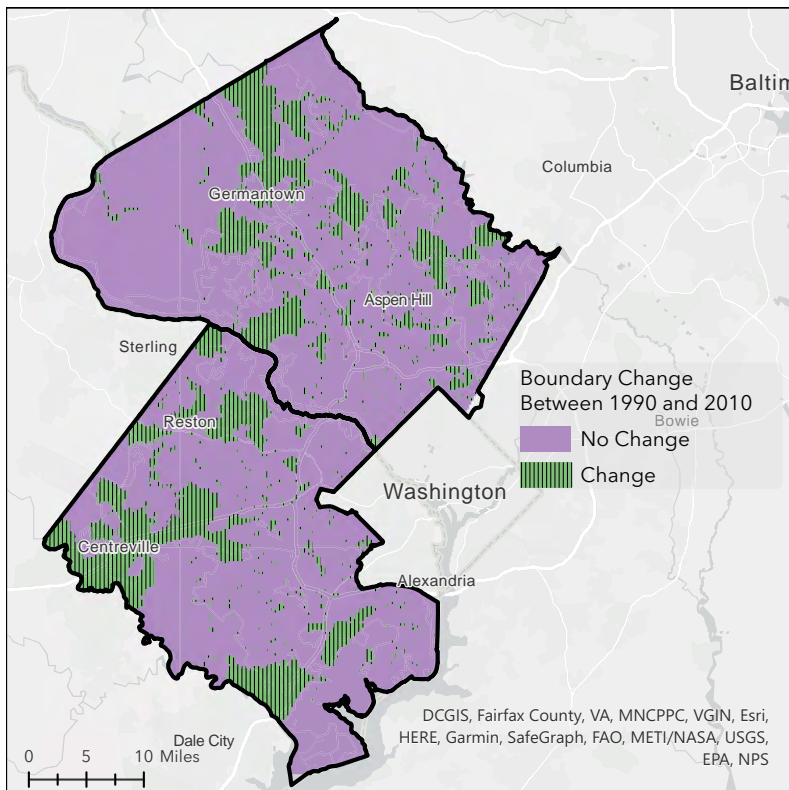 Baltim
Columbia
Germantown
Aspen Hill
Sterling
Boundary Change
Between 1990 and 2010
Reston
Bowie
No Change
Change
Washington
Centreville
Alexandria
DCGIS, Fairfax County, VA, MNCPPC, VGIN, Esri,
HERE, Garmin, SafeGraph, FAO, METI/NASA, USGS,
EPA, NPS
Dale City
0 5 10 Miles